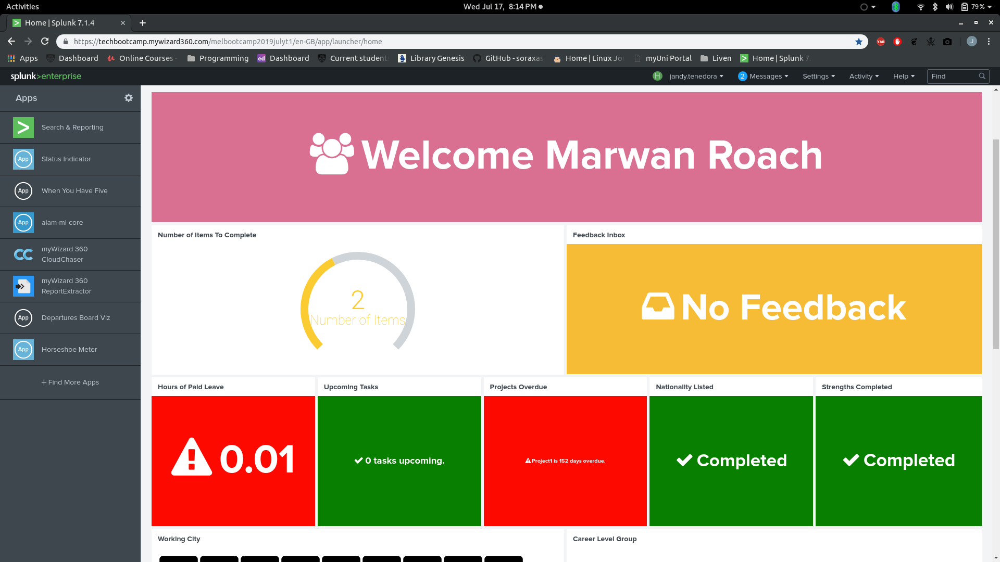 Activities
Wed Jul 17, 8:14 PM
79%
Home | Splunk 7.1.4
https://techbootcamp.mywizard360.com/melbootcamp2019julyt1/en-GB/app/launcher/home
YAB
J
Apps
Dashboard
Online Courses -
Programming
ed
Dashboard
Current student
Library Genesis
GitHub - soraxas
Home | Linux Jo
myUni Portal
Liven
Home | Splunk 7.
splunk>enterprise
H
jandy.tenedora
2
Messages
Settings
Activity
Help
Find
Apps
Search & Reporting
App
Status Indicator
App
When You Have Five
App
aiam-ml-core
CC
myWizard 360
CloudChaser
myWizard 360
ReportExtractor
App
Departures Board Viz
App
Horseshoe Meter
+ Find More Apps
Welcome Marwan Roach
Number of Items To Complete
2
Number of Items
Feedback Inbox
No Feedback
Hours of Paid Leave
0.01
Upcoming Tasks
0 tasks upcoming.
Projects Overdue
Project1 is 152 days overdue.
Nationality Listed
Completed
Strengths Completed
Completed
Working City
Career Level Group